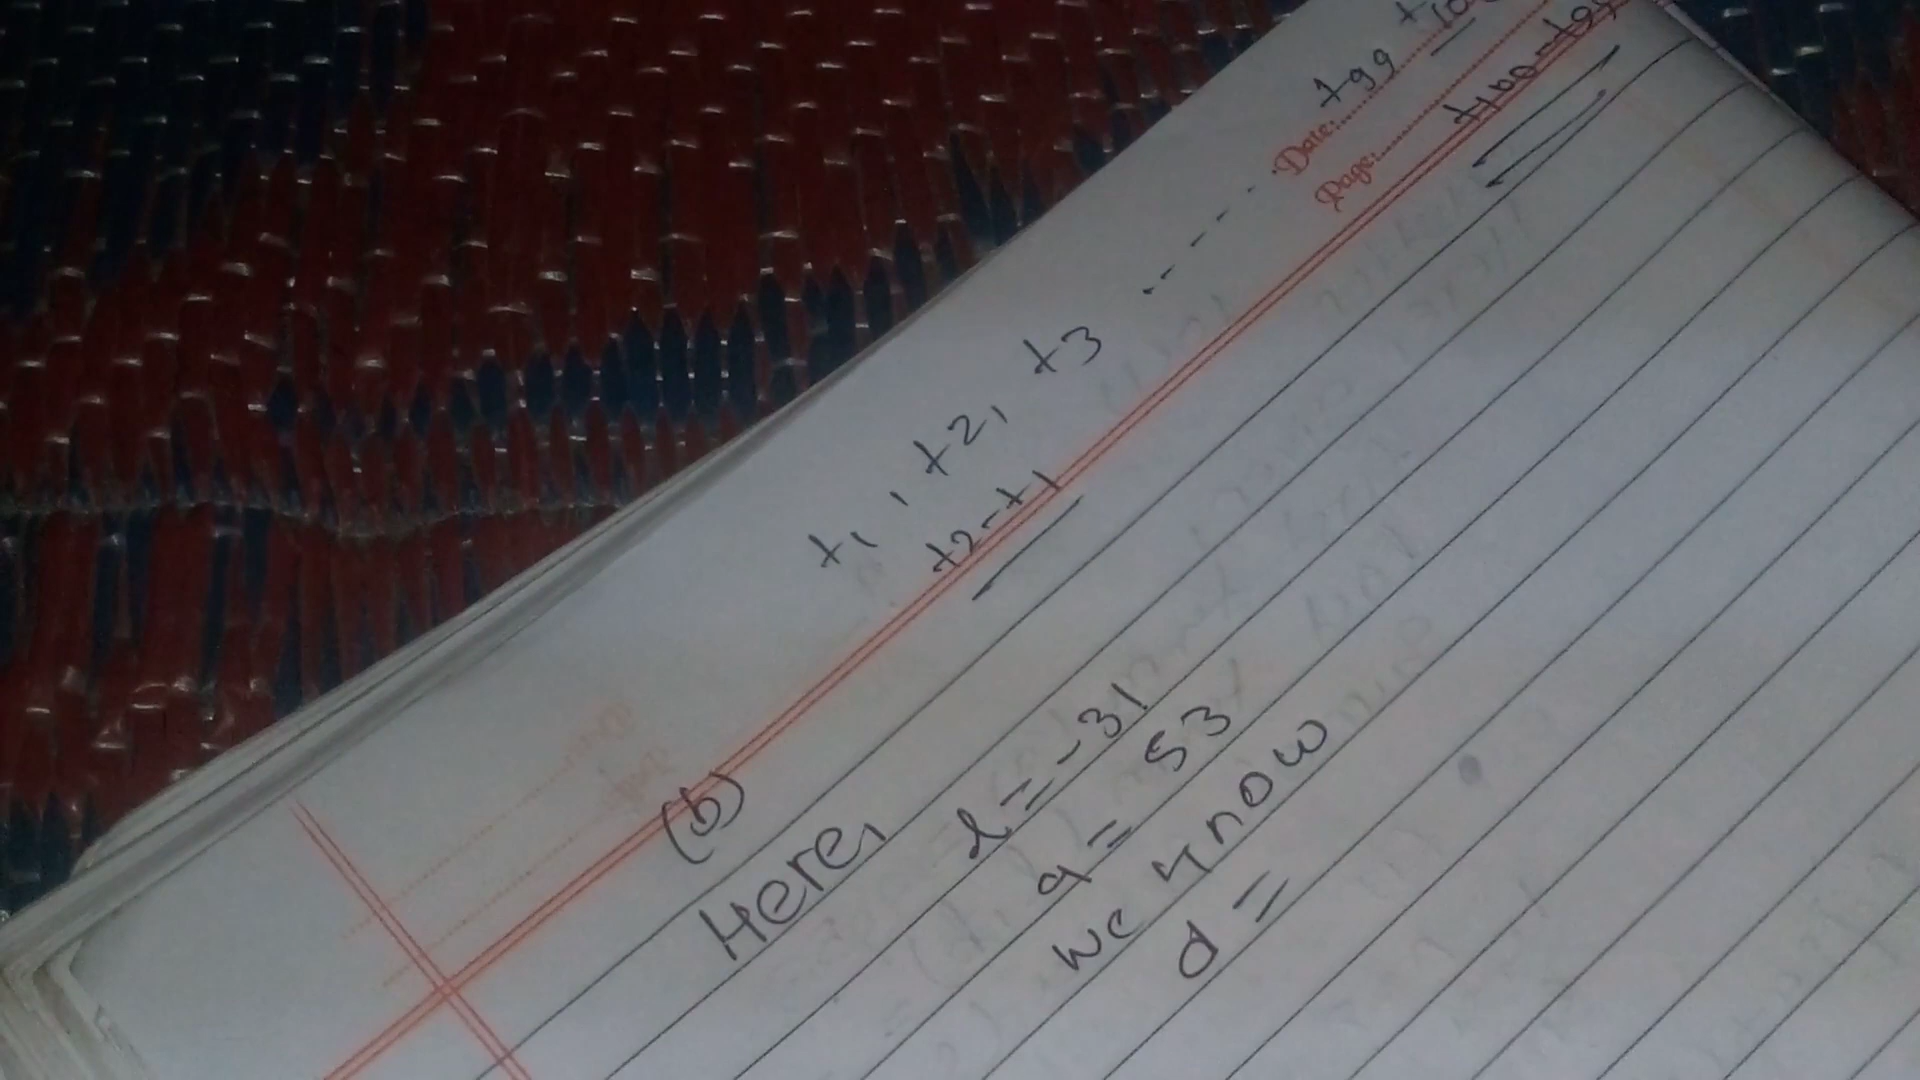 t1, t2, t3 ------ t99
Date:
t2-t1 t100-t99
Page:
(b)
Here,
l=-31
a= 53
we know
d =